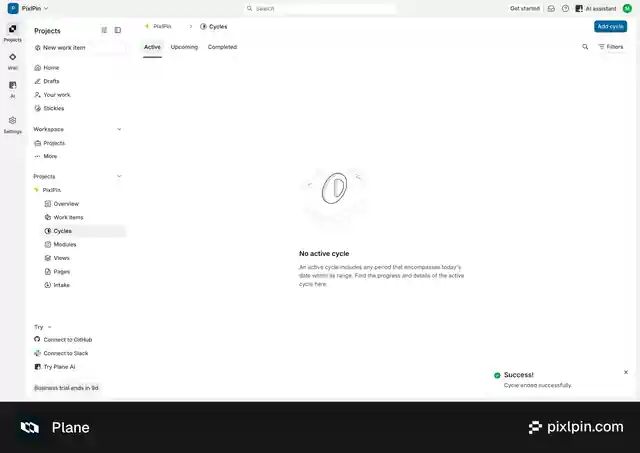 PixlPin
Search
Get started
AI assistant
M
Projects
Wiki
AI
Settings
Projects
New work item
Home
Drafts
Your work
Stickies
Workspace
Projects
More
Projects
PixlPin
Overview
Work items
Cycles
Modules
Views
Pages
Intake
Try
Connect to GitHub
Connect to Slack
Try Plane AI
Business trial ends in 9d
PixlPin
Cycles
Add cycle
Active
Upcoming
Completed
Filters
No active cycle
An active cycle includes any period that encompasses today's
date within its range. Find the progress and details of the active
cycle here.
Success!
Cycle ended successfully.
Plane
pixlpin.com